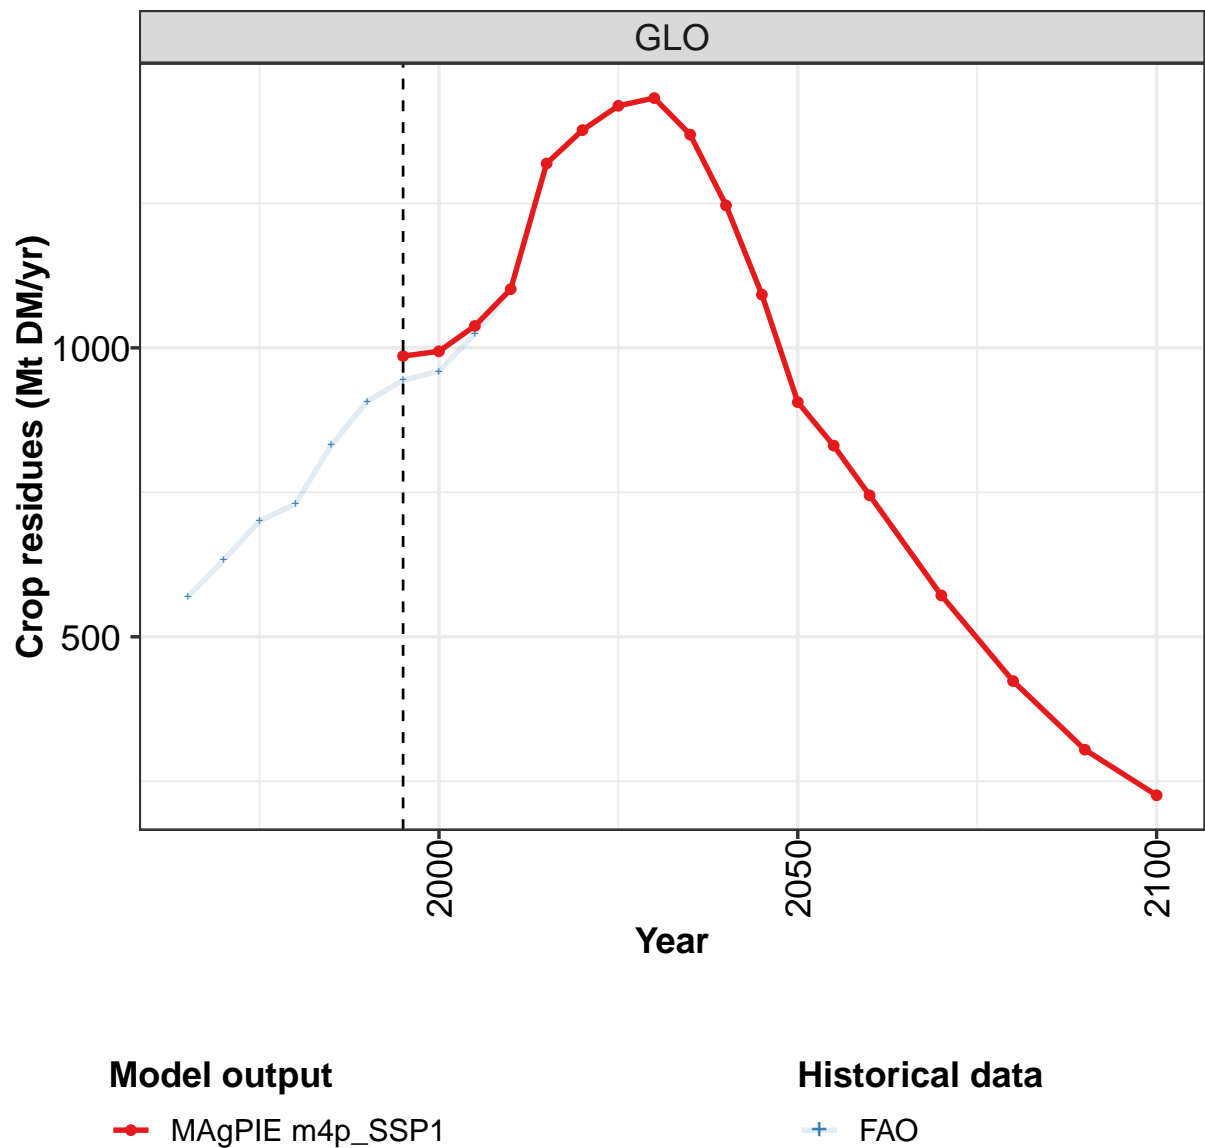 GLO
Crop residues (Mt DM/yr)
1000
500
2000
2050
2100
Year
Model output
MAgPIE m4p_SSP1
Historical data
FAO